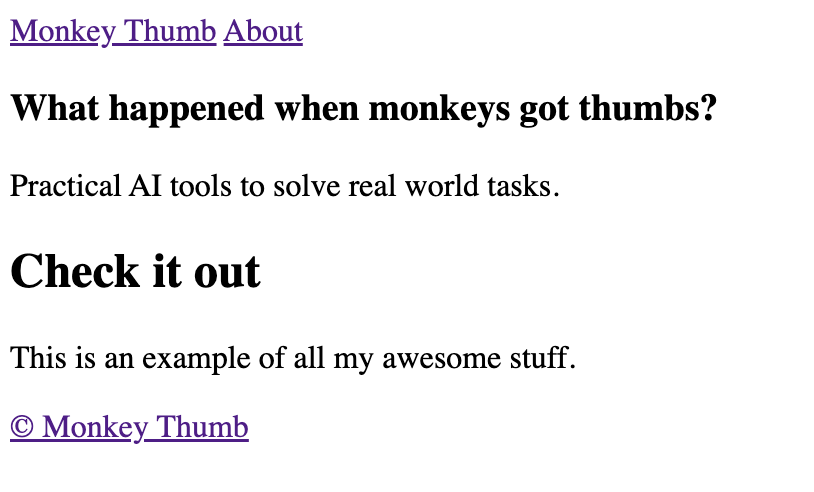 Monkey Thumb About
What happened when monkeys got thumbs?
Practical AI tools to solve real world tasks.
Check it out
This is an example of all my awesome stuff.
© Monkey Thumb